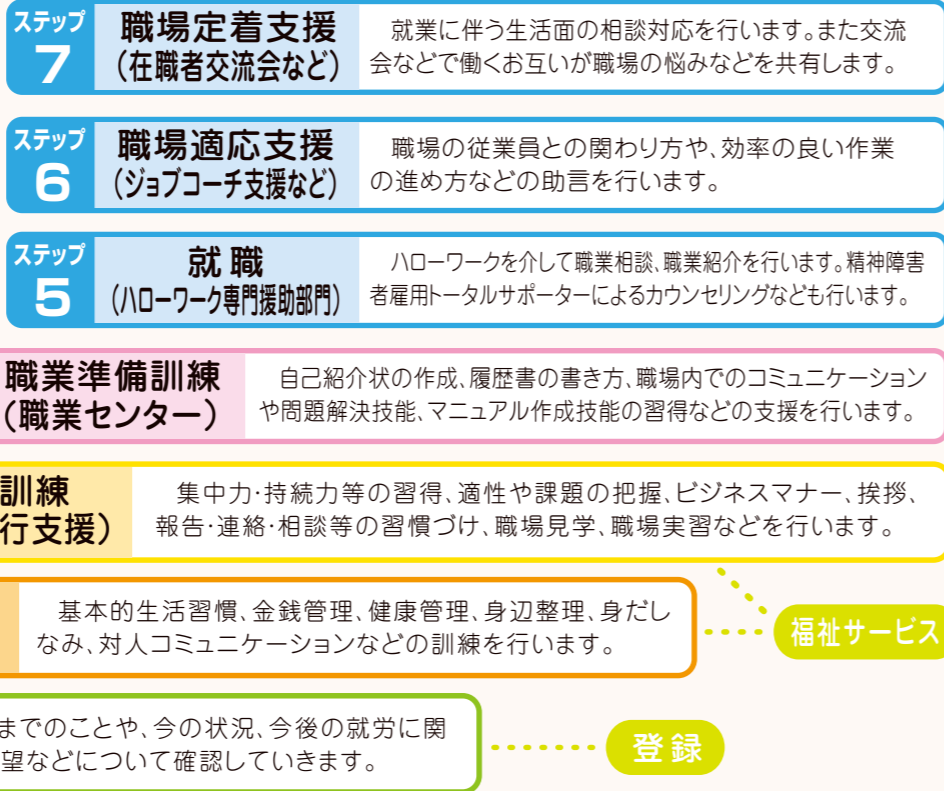 ステップ
7
職場定着支援
(在職者交流会など)
就業に伴う生活面の相談対応を行います。また交流
会などで働くお互いが職場の悩みなどを共有します。
ステップ
6
職場適応支援
(ジョブコーチ支援など)
職場の従業員との関わり方や、効率の良い作業
の進め方などの助言を行います。
ステップ
5
就職
(ハローワーク専門援助部門)
ハローワークを介して職業相談、職業紹介を行います。精神障害
者雇用トータルサポーターによるカウンセリングなども行います。
職業準備訓練
(職業センター)
自己紹介状の作成、履歴書の書き方、職場内でのコミュニケーション
や問題解決技能、マニュアル作成技能の習得などの支援を行います。
訓練
行支援)
集中力・持続力等の習得、適性や課題の把握、ビジネスマナー、挨拶、
報告・連絡・相談等の習慣づけ、職場見学、職場実習などを行います。
基本的生活習慣、金銭管理、健康管理、身辺整理、身だし
なみ、対人コミュニケーションなどの訓練を行います。
福祉サービス
までのことや、今の状況、今後の就労に関
望などについて確認していきます。
登録